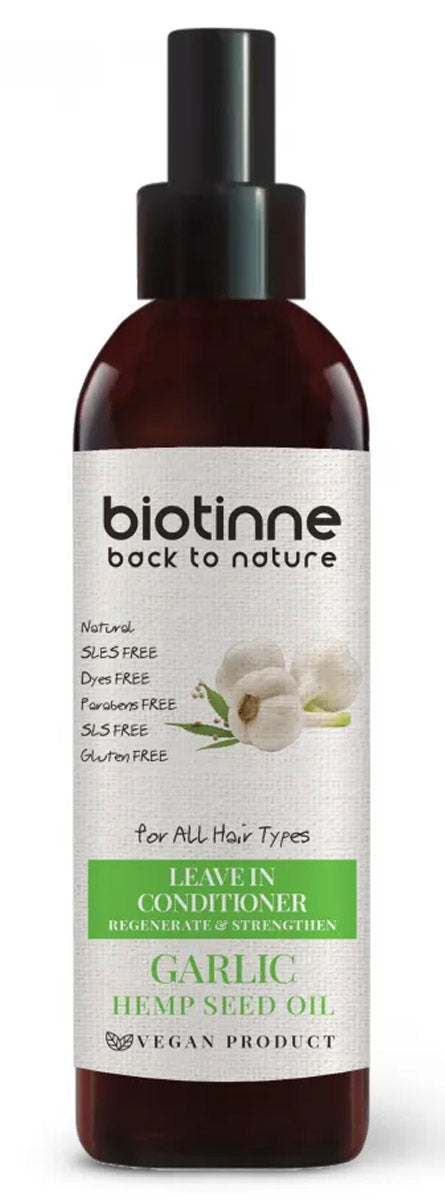 biotinne
back to nature
Natural
SLES FREE
Dyes FREE
Parabens FREE
SLS FREE
Gluten FREE
for ALL Hair Types
LEAVE IN
CONDITIONER
REGENERATE & STRENGTHEN
GARLIC
HEMP SEED OIL
VEGAN PRODUCT